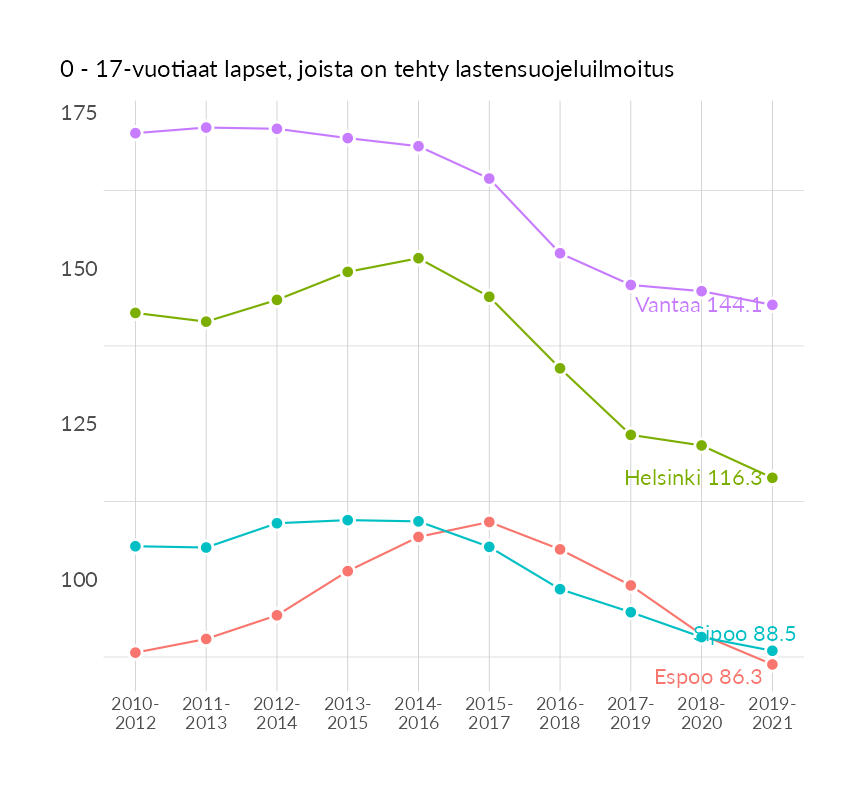 0 - 17-vuotiaat lapset, joista on tehty lastensuojeluilmoitus
175
150
125
100
Vantaa 144.1
Helsinki 116.3
Sipoo 88.5
Espoo 86.3
2010- 2011- 2012- 2013- 2014- 2015- 2016- 2017- 2018- 2019-
2012 2013 2014 2015 2016 2017 2018 2019 2020 2021